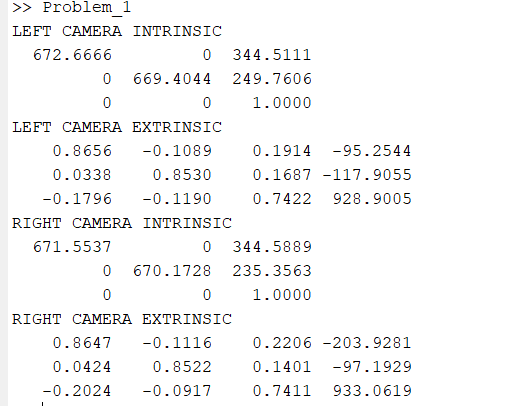 >> Problem_1
LEFT CAMERA INTRINSIC
672.6666 0 344.5111
0 669.4044 249.7606
0 0 1.0000
LEFT CAMERA EXTRINSIC
0.8656 -0.1089 0.1914 -95.2544
0.0338 0.8530 0.1687 -117.9055
-0.1796 -0.1190 0.7422 928.9005
RIGHT CAMERA INTRINSIC
671.5537 0 344.5889
0 670.1728 235.3563
0 0 1.0000
RIGHT CAMERA EXTRINSIC
0.8647 -0.1116 0.2206 -203.9281
0.0424 0.8522 0.1401 -97.1929
-0.2024 -0.0917 0.7411 933.0619